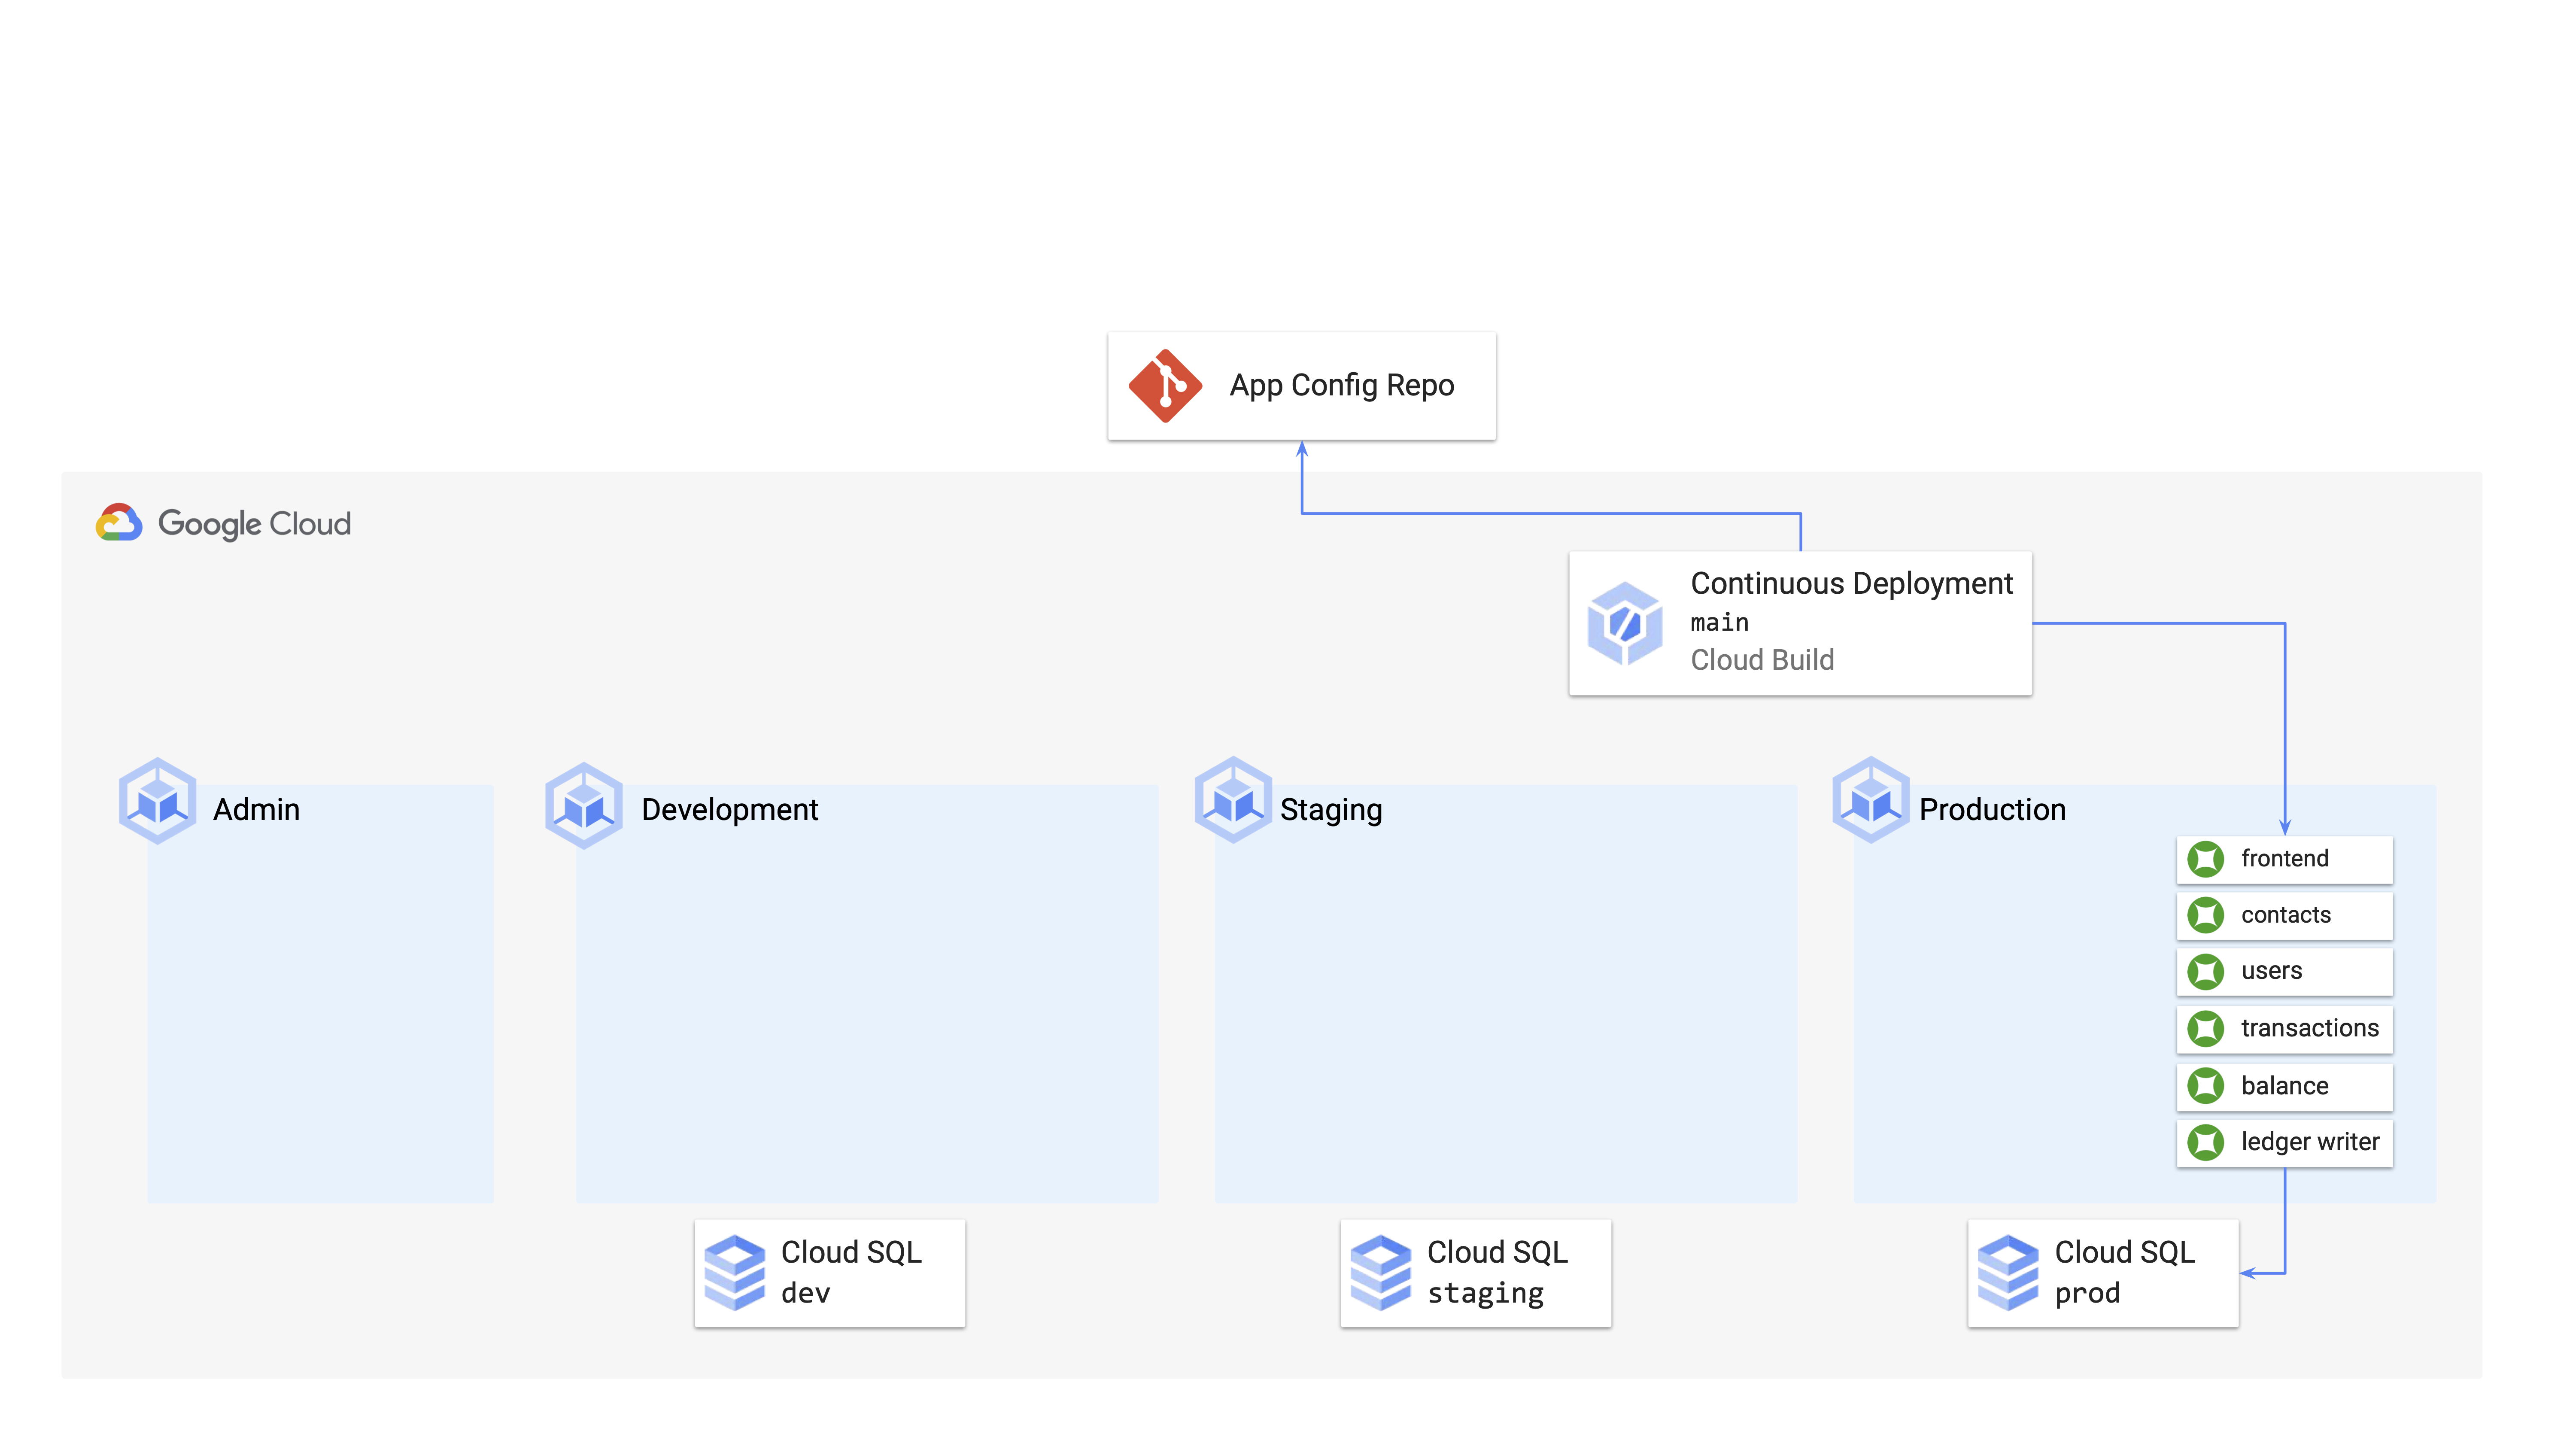 App Config Repo
Google Cloud
Continuous Deployment
main
Cloud Build
Admin
Development
Staging
Production
frontend
contacts
users
transactions
balance
ledger writer
Cloud SQL
dev
Cloud SQL
staging
Cloud SQL
prod